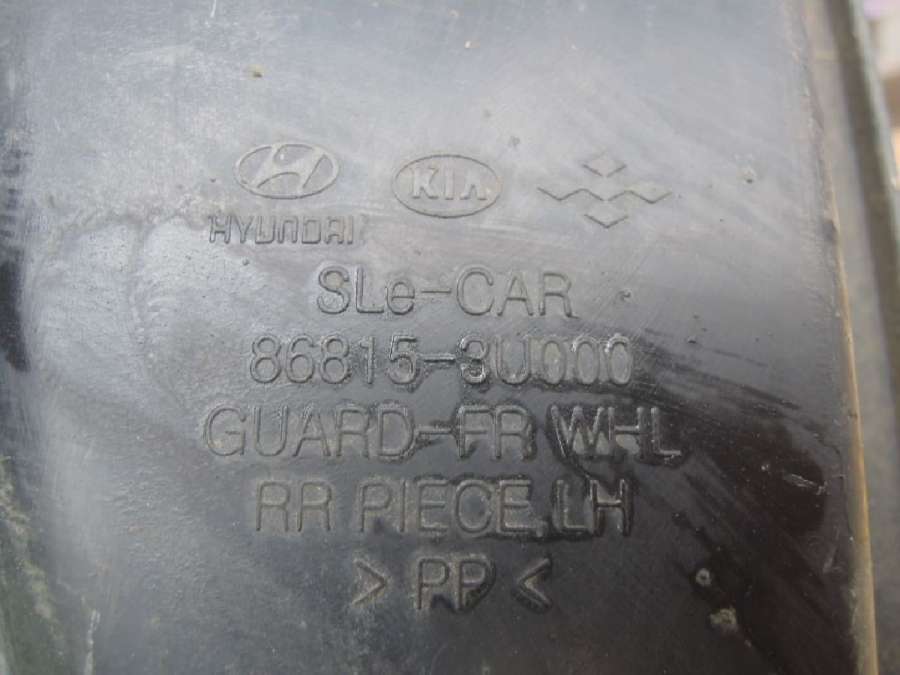 KIA
HYUNDAI
SLe-CAR
86815-3U000
GUARD-FR WHL
RR PIECE,LH
> PP <